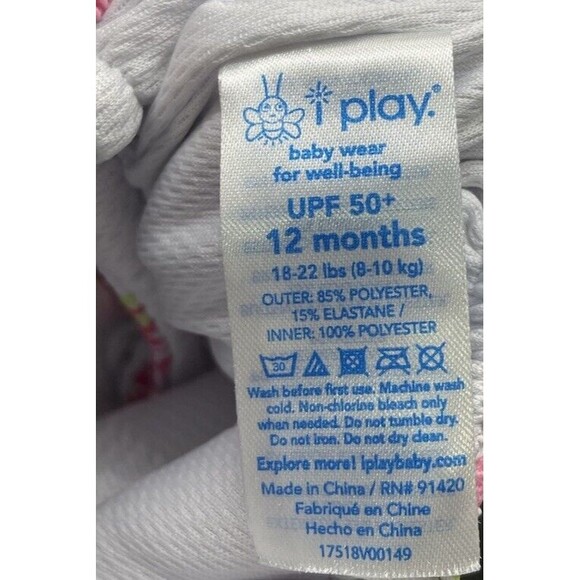 i play.®
baby wear
for well-being
UPF 50+
12 months
18-22 lbs (8-10 kg)
OUTER: 85% POLYESTER,
15% ELASTANE /
INNER: 100% POLYESTER
30
Wash before first use. Machine wash
cold. Non-chlorine bleach only
when needed. Do not tumble dry.
Do not iron. Do not dry clean.
Explore more! iplaybaby.com
Made in China / RN# 91420
Fabriqué en Chine
Hecho en China
17518V00149